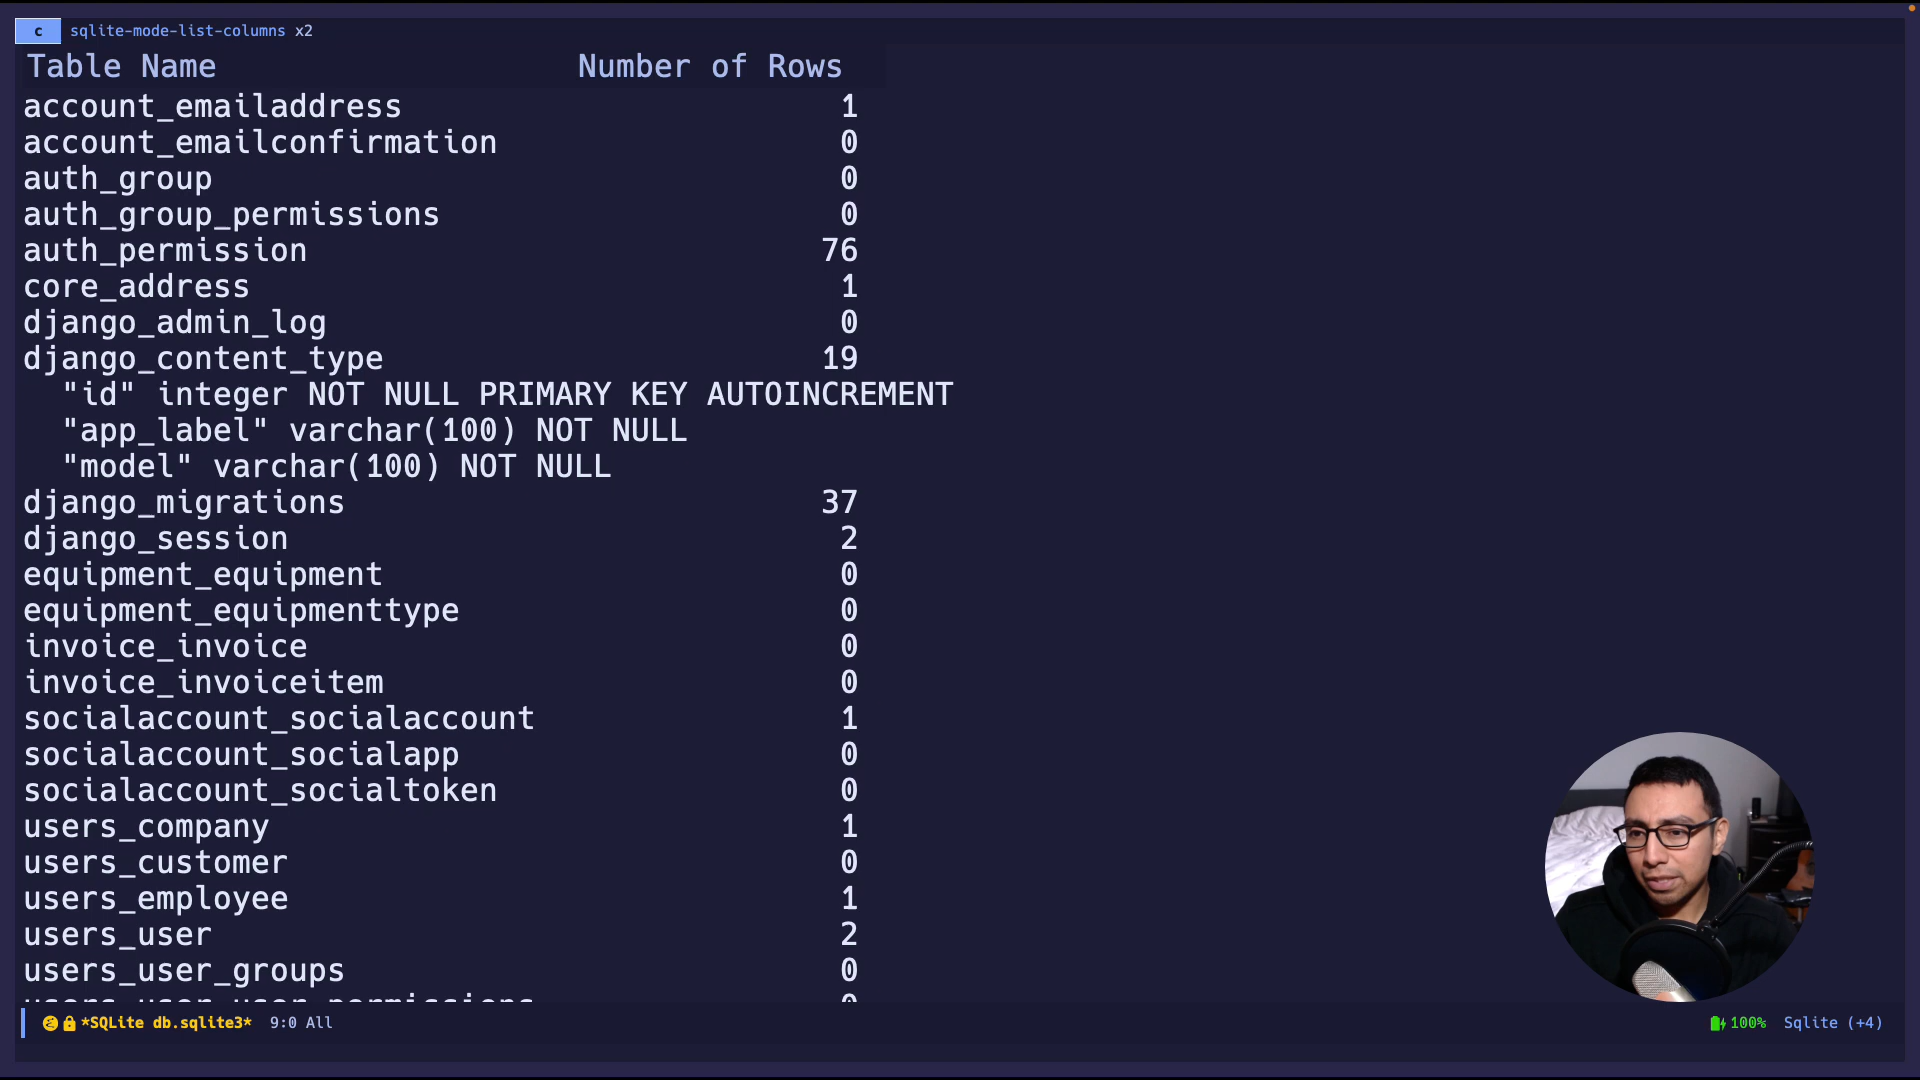 c sqlite-mode-list-columns x2
Table Name Number of Rows
account_emailaddress 1
account_emailconfirmation 0
auth_group 0
auth_group_permissions 0
auth_permission 76
core_address 1
django_admin_log 0
django_content_type 19
"id" integer NOT NULL PRIMARY KEY AUTOINCREMENT
"app_label" varchar(100) NOT NULL
"model" varchar(100) NOT NULL
django_migrations 37
django_session 2
equipment_equipment 0
equipment_equipmenttype 0
invoice_invoice 0
invoice_invoiceitem 0
socialaccount_socialaccount 1
socialaccount_socialapp 0
socialaccount_socialtoken 0
users_company 1
users_customer 0
users_employee 1
users_user 2
users_user_groups 0
users_user_user_permissions 0
*SQLite db.sqlite3* 9:0 All 100% Sqlite (+4)